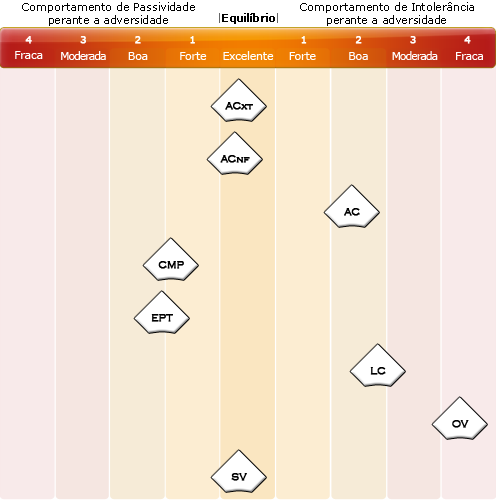 Comportamento de Passividade
perante a adversidade
|Equilíbrio|
Comportamento de Intolerância
perante a adversidade
4 3 2 1 1 2 3 4
Fraca Moderada Boa Forte Excelente Forte Boa Moderada Fraca
ACXT
ACNF
AC
CMP
EPT
LC
OV
SV